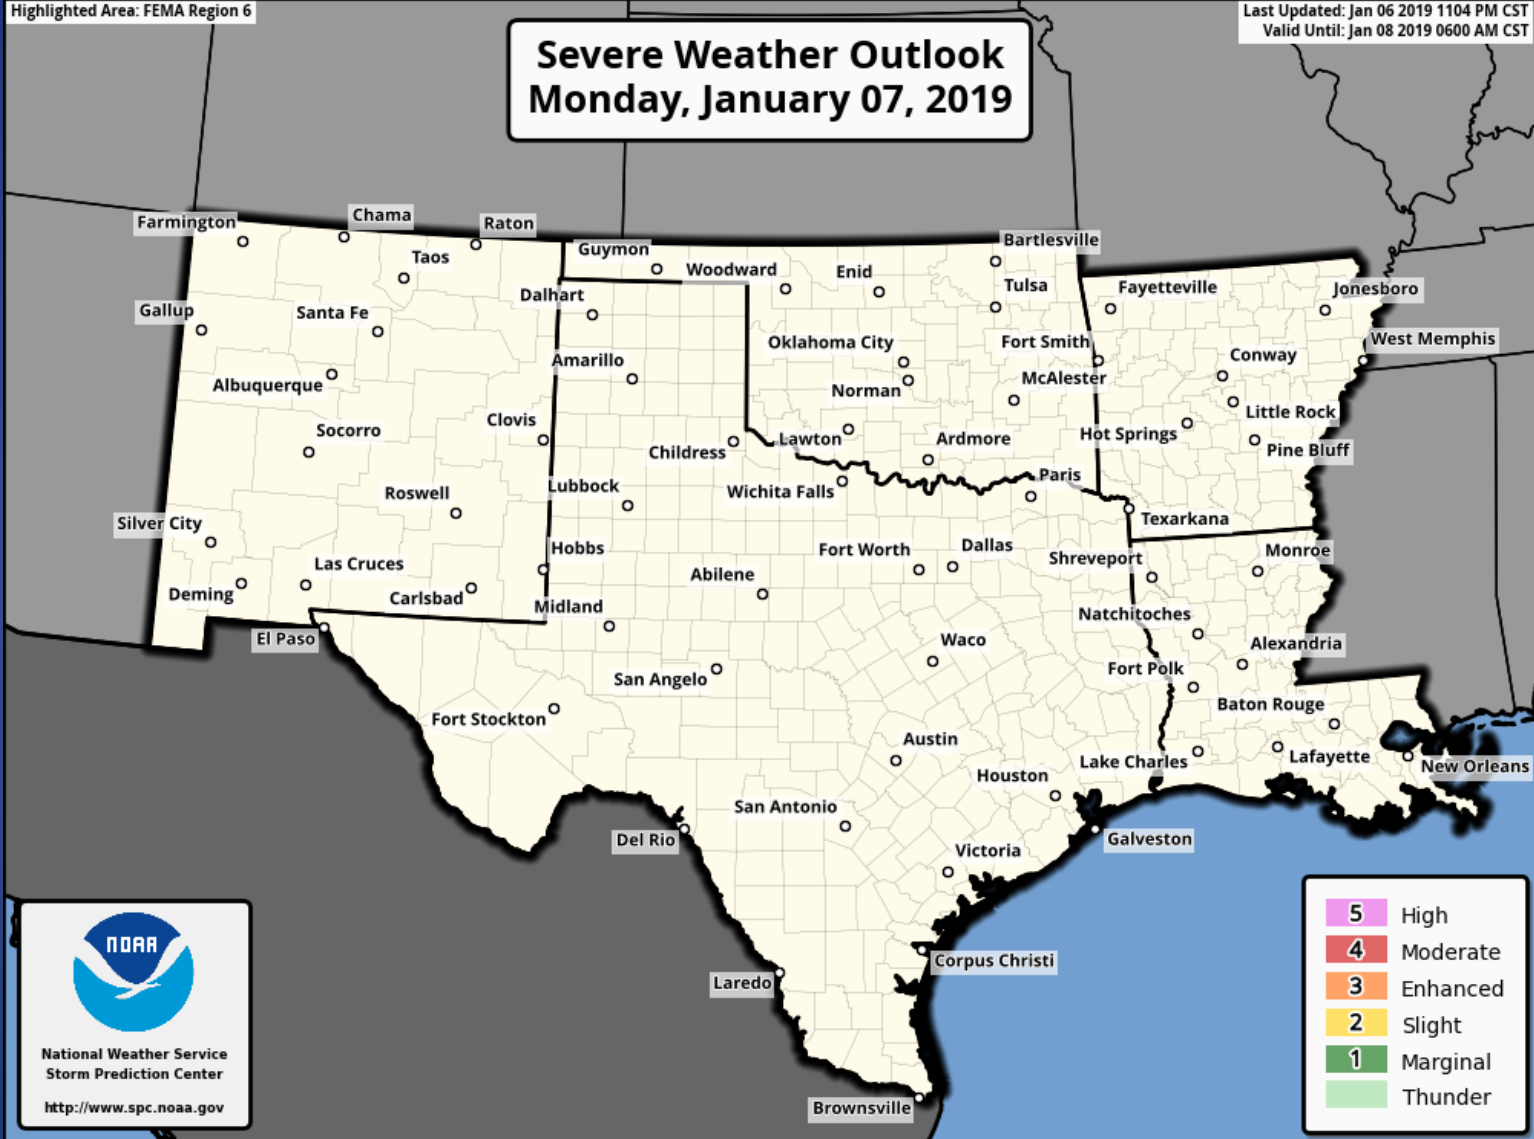 Highlighted Area: FEMA Region 6
Last Updated: Jan 06 2019 1104 PM CST
Valid Until: Jan 08 2019 0600 AM CST
Severe Weather Outlook
Monday, January 07, 2019
Farmington
Chama
Raton
Taos
Guymon
Woodward
Enid
Bartlesville
Tulsa
Fayetteville
Jonesboro
Gallup
Santa Fe
Dalhart
Oklahoma City
Fort Smith
West Memphis
Albuquerque
Amarillo
Norman
McAlester
Conway
Little Rock
Socorro
Clovis
Childress
Lawton
Ardmore
Hot Springs
Pine Bluff
Roswell
Lubbock
Wichita Falls
Paris
Silver City
Texarkana
Las Cruces
Hobbs
Fort Worth
Dallas
Shreveport
Monroe
Deming
Carlsbad
Midland
Abilene
Natchitoches
El Paso
Waco
Alexandria
San Angelo
Fort Polk
Fort Stockton
Baton Rouge
Austin
Lake Charles
Lafayette
New Orleans
Houston
San Antonio
Del Rio
Galveston
Victoria
Corpus Christi
Laredo
Brownsville
NOAA
National Weather Service
Storm Prediction Center
http://www.spc.noaa.gov
5 High
4 Moderate
3 Enhanced
2 Slight
1 Marginal
Thunder